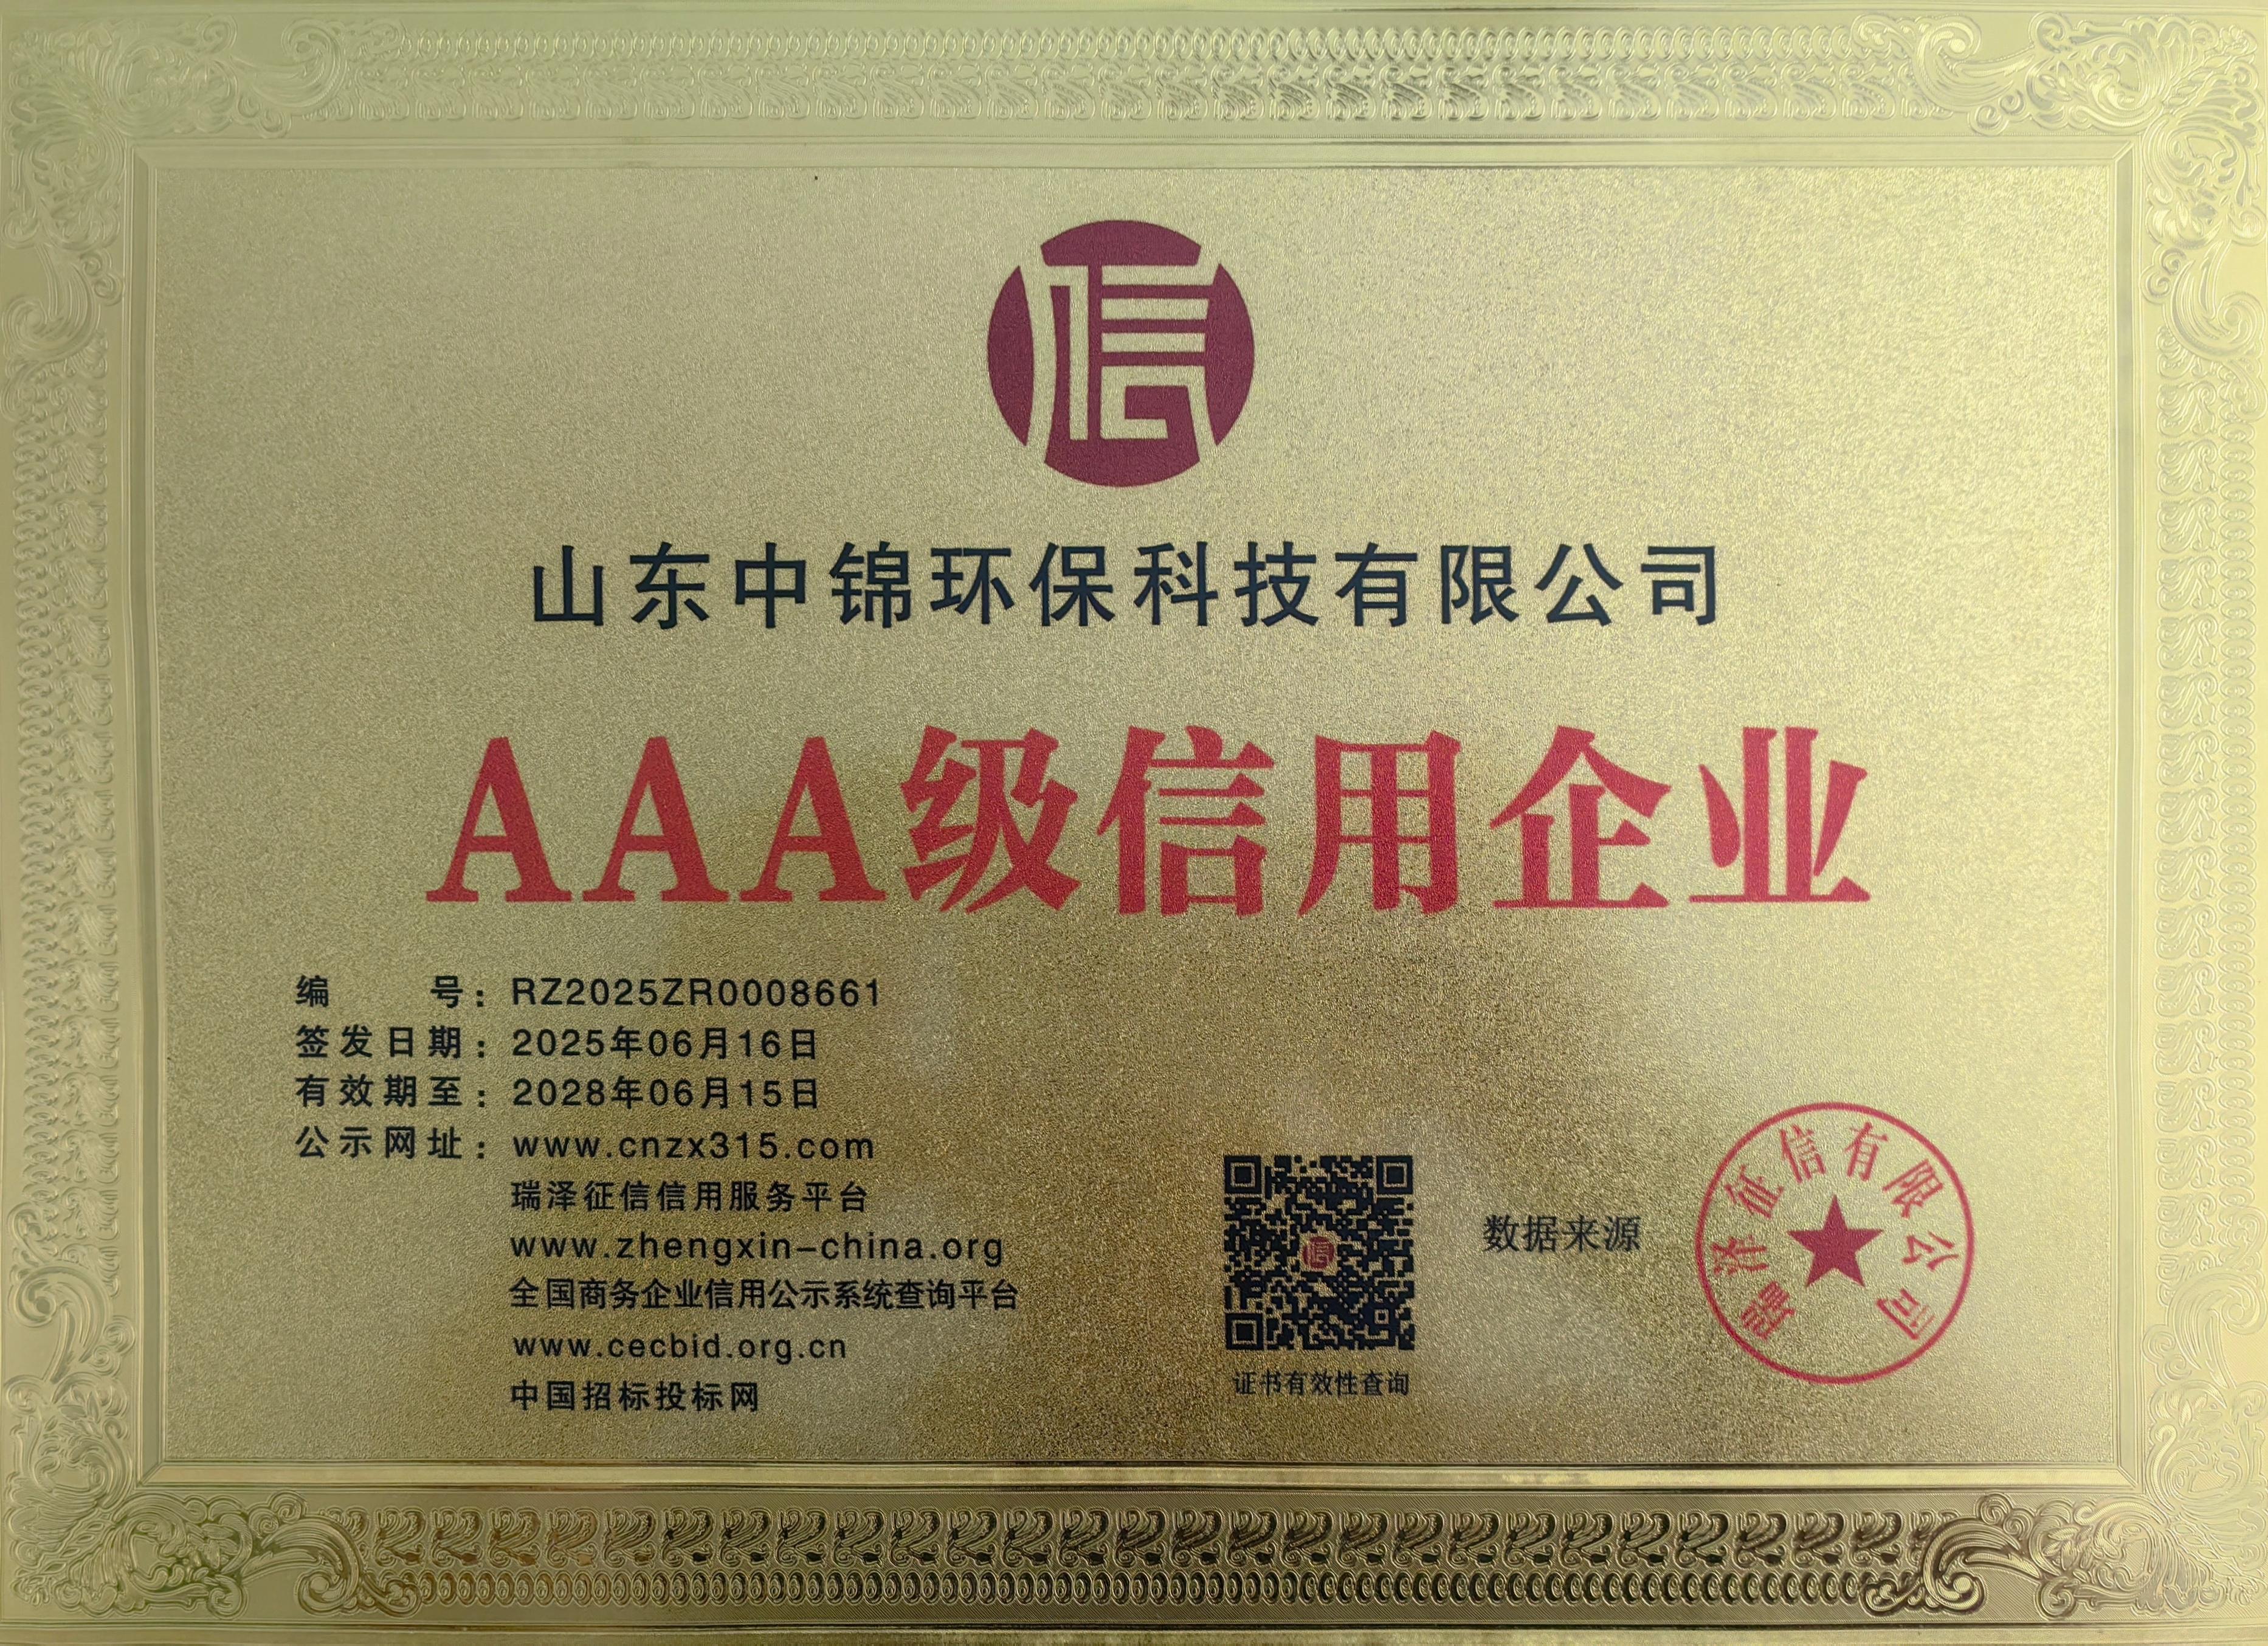 信
山东中锦环保科技有限公司
AAA级信用企业
编 号：RZ2025ZR0008661
签发日期：2025年06月16日
有效期至：2028年06月15日
公示网址：www.cnzx315.com
瑞泽征信信用服务平台
www.zhengxin-china.org
全国商务企业信用公示系统查询平台
www.cecbid.org.cn
中国招标投标网
信
证书有效性查询
数据来源
瑞泽征信有限公司